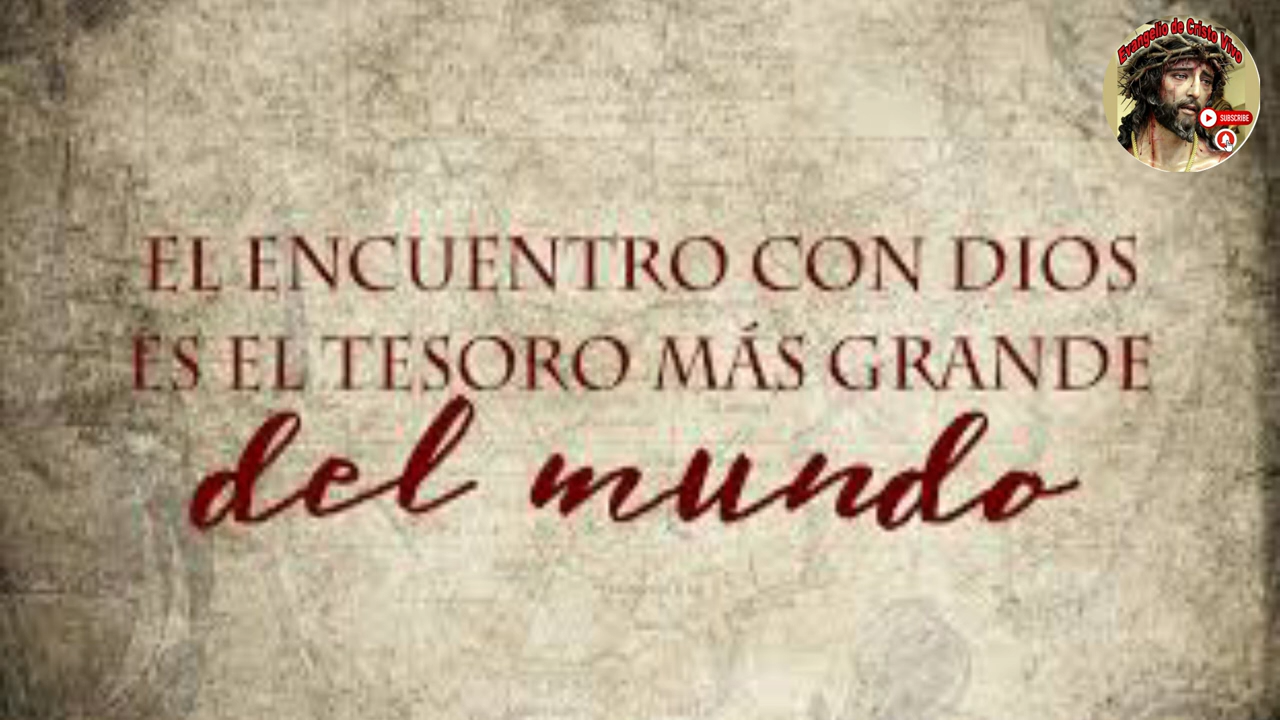 Evangelio de Cristo Vivo
SUBSCRIBE
EL ENCUENTRO CON DIOS
ES EL TESORO MÁS GRANDE
del mundo